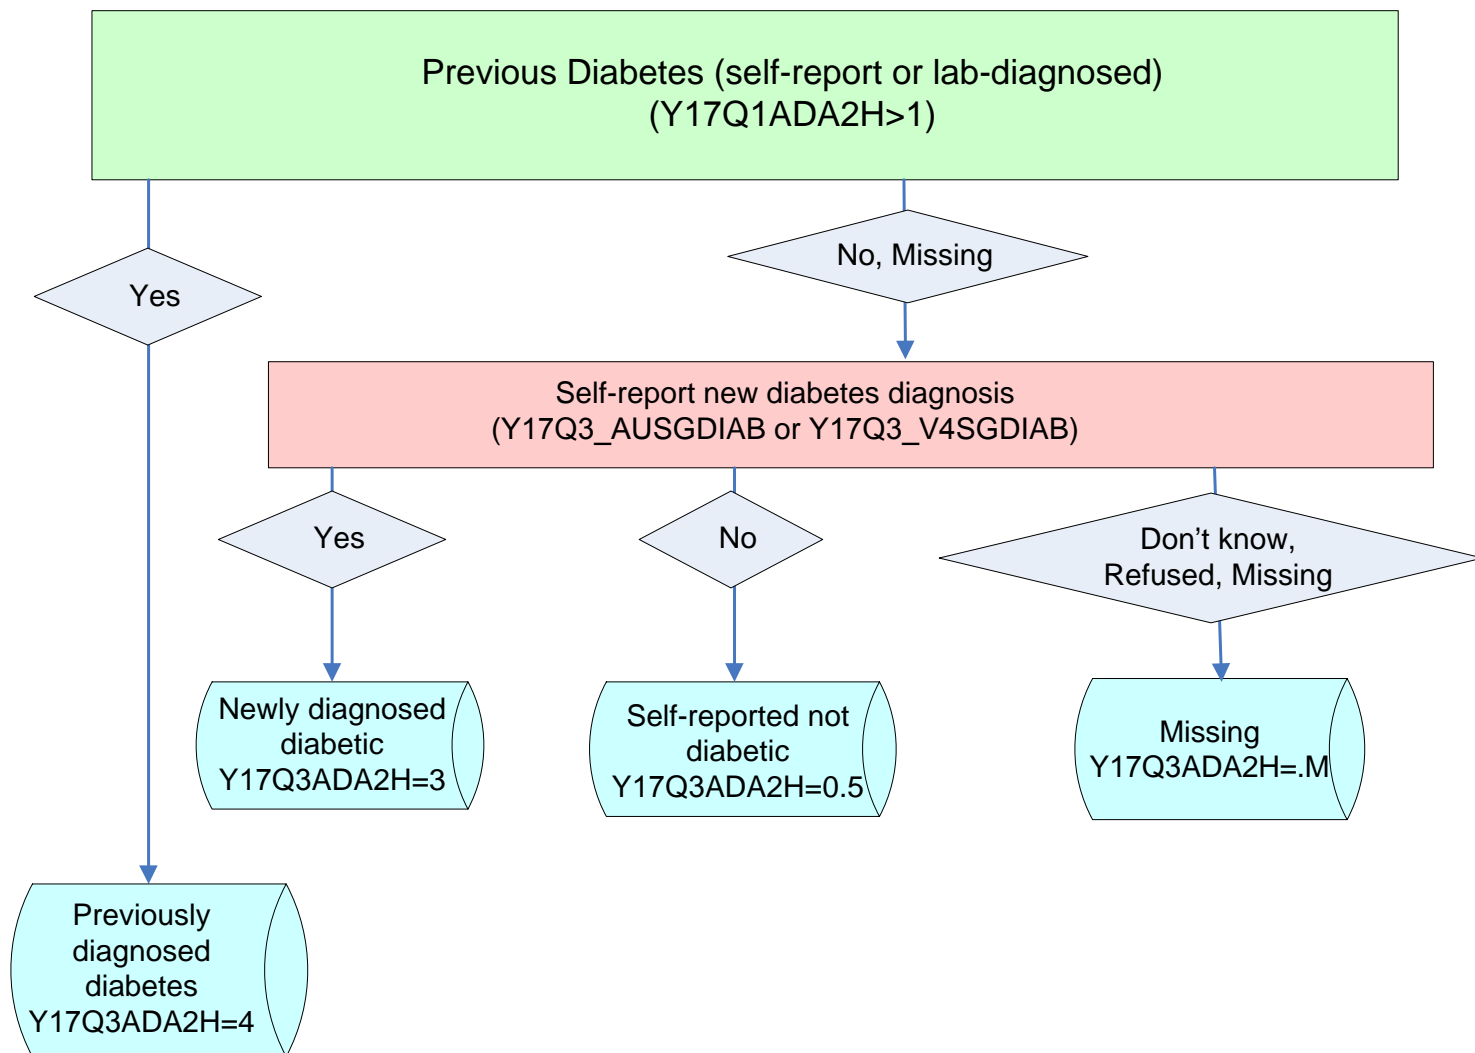 Previous Diabetes (self-report or lab-diagnosed)
(Y17Q1ADA2H>1)
Yes
No, Missing
Self-report new diabetes diagnosis
(Y17Q3_AUSGDIAB or Y17Q3_V4SGDIAB)
Yes
No
Don't know,
Refused, Missing
Newly diagnosed
diabetic
Y17Q3ADA2H=3
Self-reported not
diabetic
Y17Q3ADA2H=0.5
Missing
Y17Q3ADA2H=.M
Previously
diagnosed
diabetes
Y17Q3ADA2H=4